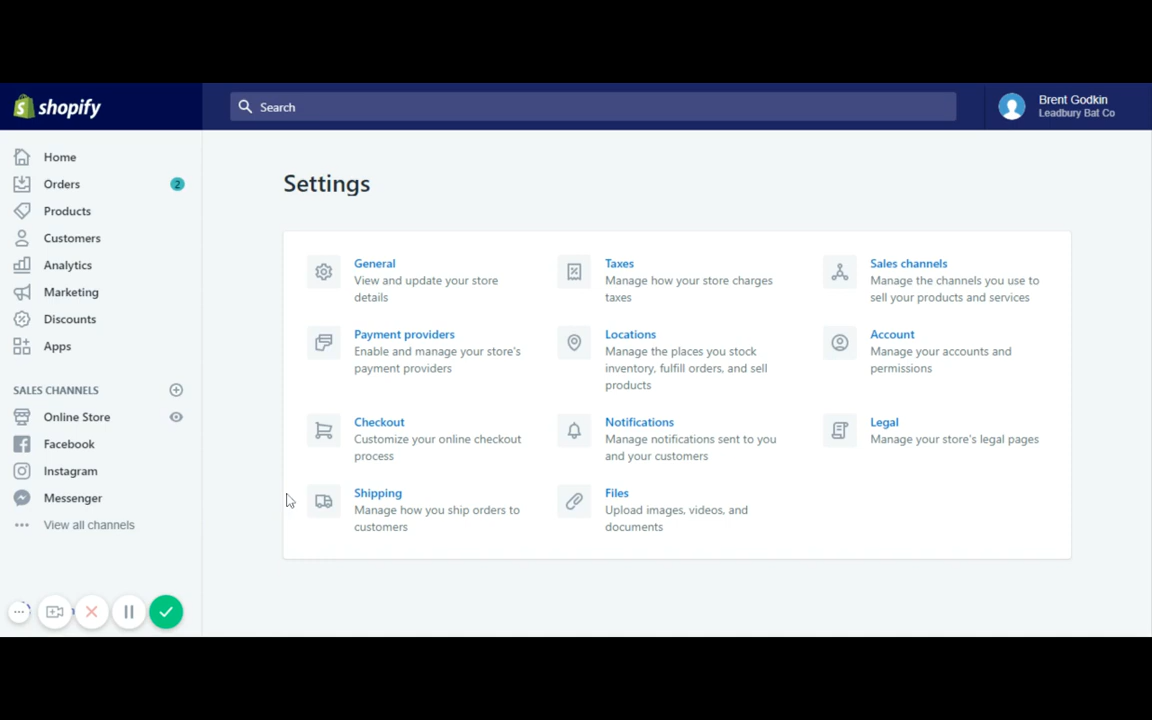 shopify
Search
Brent Godkin
Leadbury Bat Co
Home
Orders
2
Products
Customers
Analytics
Marketing
Discounts
Apps
SALES CHANNELS
Online Store
Facebook
Instagram
Messenger
View all channels
Settings
General
View and update your store
details
Taxes
Manage how your store charges
taxes
Sales channels
Manage the channels you use to
sell your products and services
Payment providers
Enable and manage your store's
payment providers
Locations
Manage the places you stock
inventory, fulfill orders, and sell
products
Account
Manage your accounts and
permissions
Checkout
Customize your online checkout
process
Notifications
Manage notifications sent to you
and your customers
Legal
Manage your store's legal pages
Shipping
Manage how you ship orders to
customers
Files
Upload images, videos, and
documents